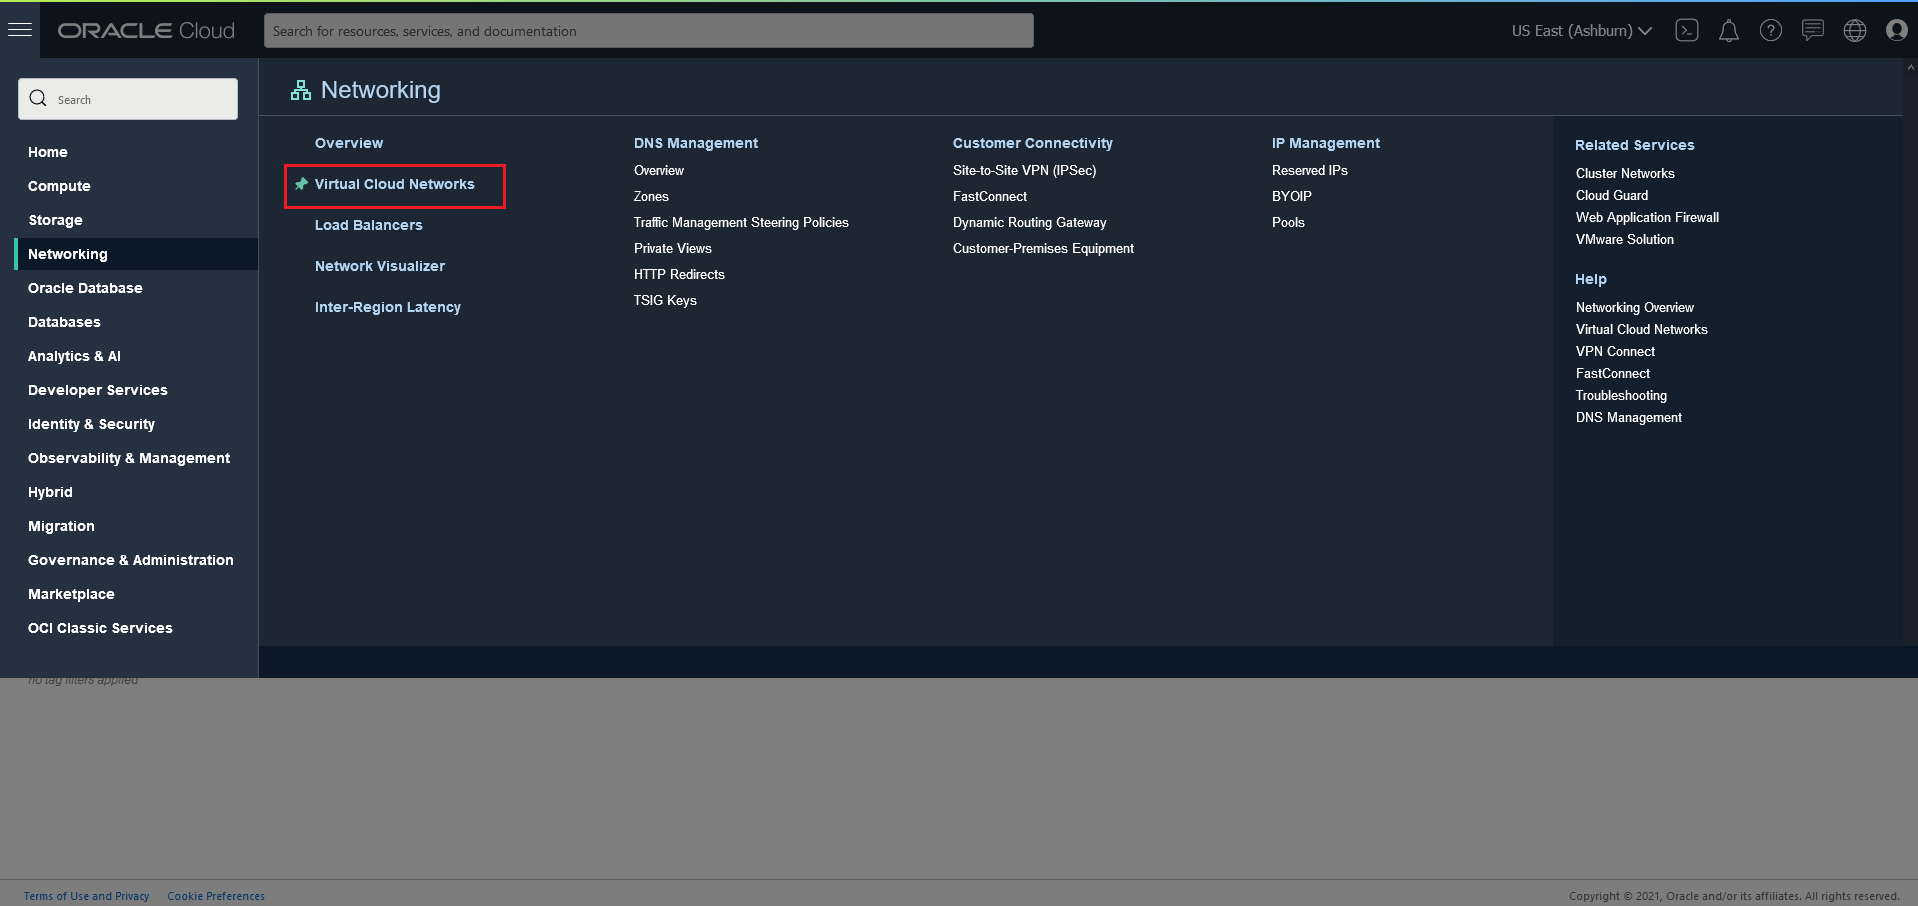 ORACLE Cloud
Search for resources, services, and documentation
US East (Ashburn)
Search
Home
Compute
Storage
Networking
Oracle Database
Databases
Analytics & AI
Developer Services
Identity & Security
Observability & Management
Hybrid
Migration
Governance & Administration
Marketplace
OCI Classic Services
Networking
Overview
Virtual Cloud Networks
Load Balancers
Network Visualizer
Inter-Region Latency
DNS Management
Overview
Zones
Traffic Management Steering Policies
Private Views
HTTP Redirects
TSIG Keys
Customer Connectivity
Site-to-Site VPN (IPSec)
FastConnect
Dynamic Routing Gateway
Customer-Premises Equipment
IP Management
Reserved IPs
BYOIP
Pools
Related Services
Cluster Networks
Cloud Guard
Web Application Firewall
VMware Solution
Help
Networking Overview
Virtual Cloud Networks
VPN Connect
FastConnect
Troubleshooting
DNS Management
no tag filters applied
Terms of Use and Privacy
Cookie Preferences
Copyright © 2021, Oracle and/or its affiliates. All rights reserved.